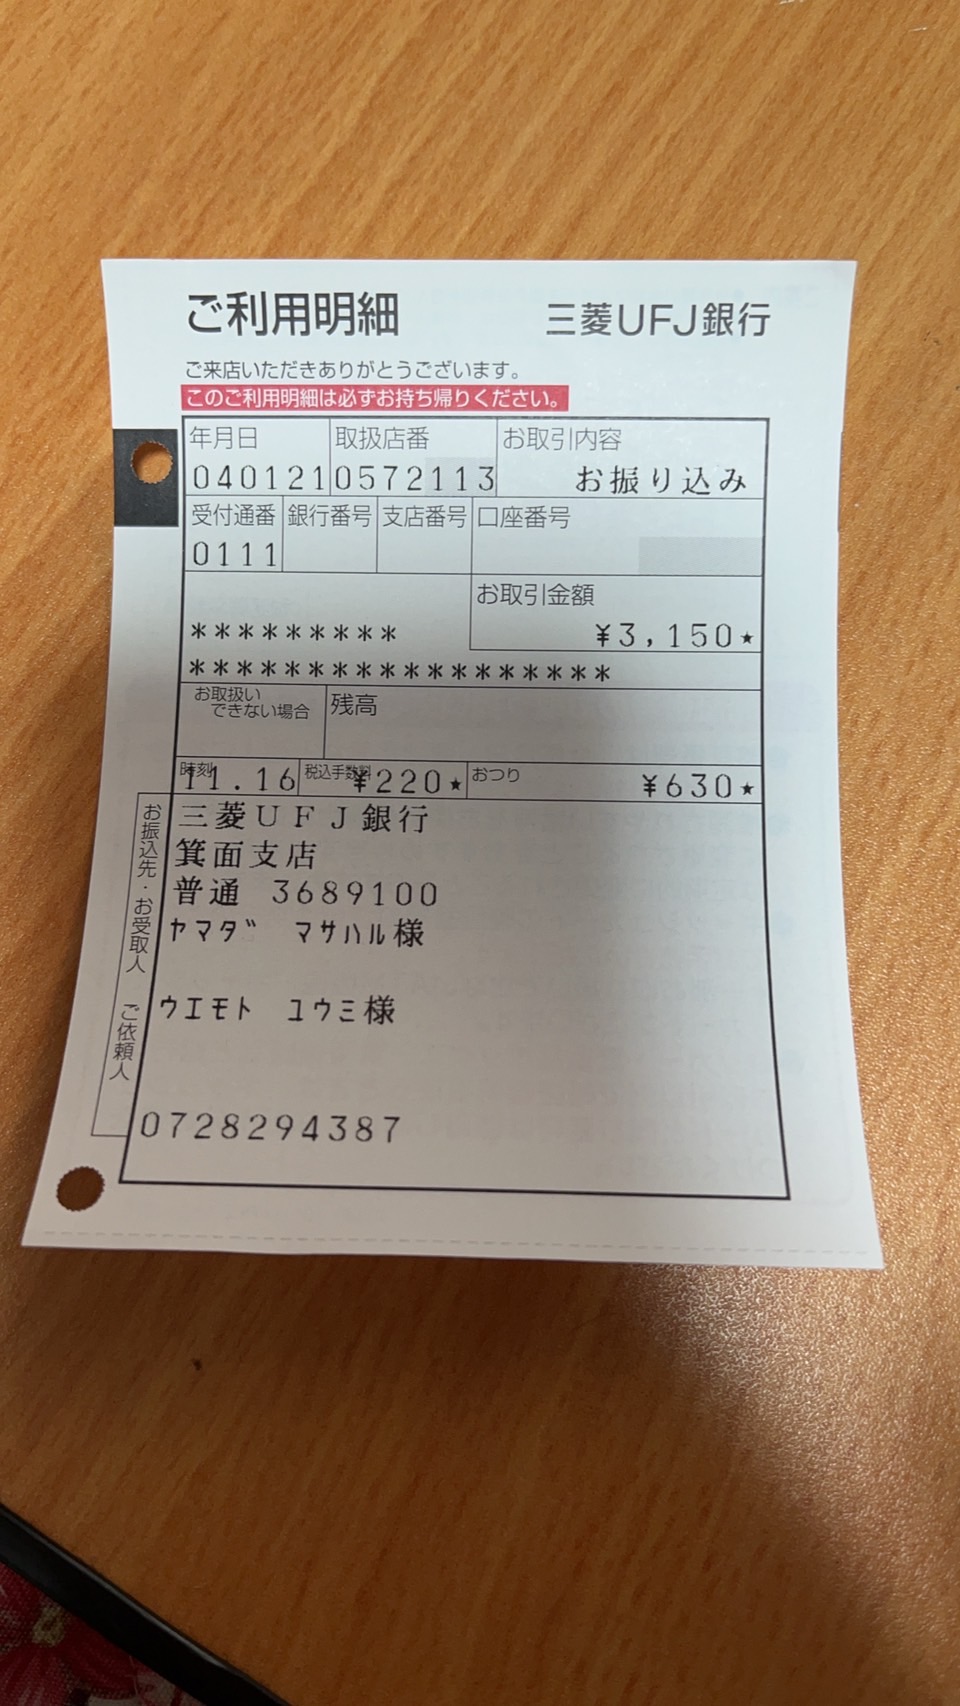 ご利用明細 三菱UFJ銀行
ご来店いただきありがとうございます。
このご利用明細は必ずお持ち帰りください。
年月日 取扱店番 お取引内容
040121 0572113 お振り込み
受付通番 銀行番号 支店番号 口座番号
0111
お取引金額
********* ¥3,150★
******************
お取扱いできない場合 残高
時刻 税込手数料 おつり
11.16 ¥220★ ¥630★
お振込先・お受取人 ご依頼人
三菱UFJ銀行
箕面支店
普通 3689100
ヤマダ゛ マサハル様
ウエモト ユウミ様
0728294387